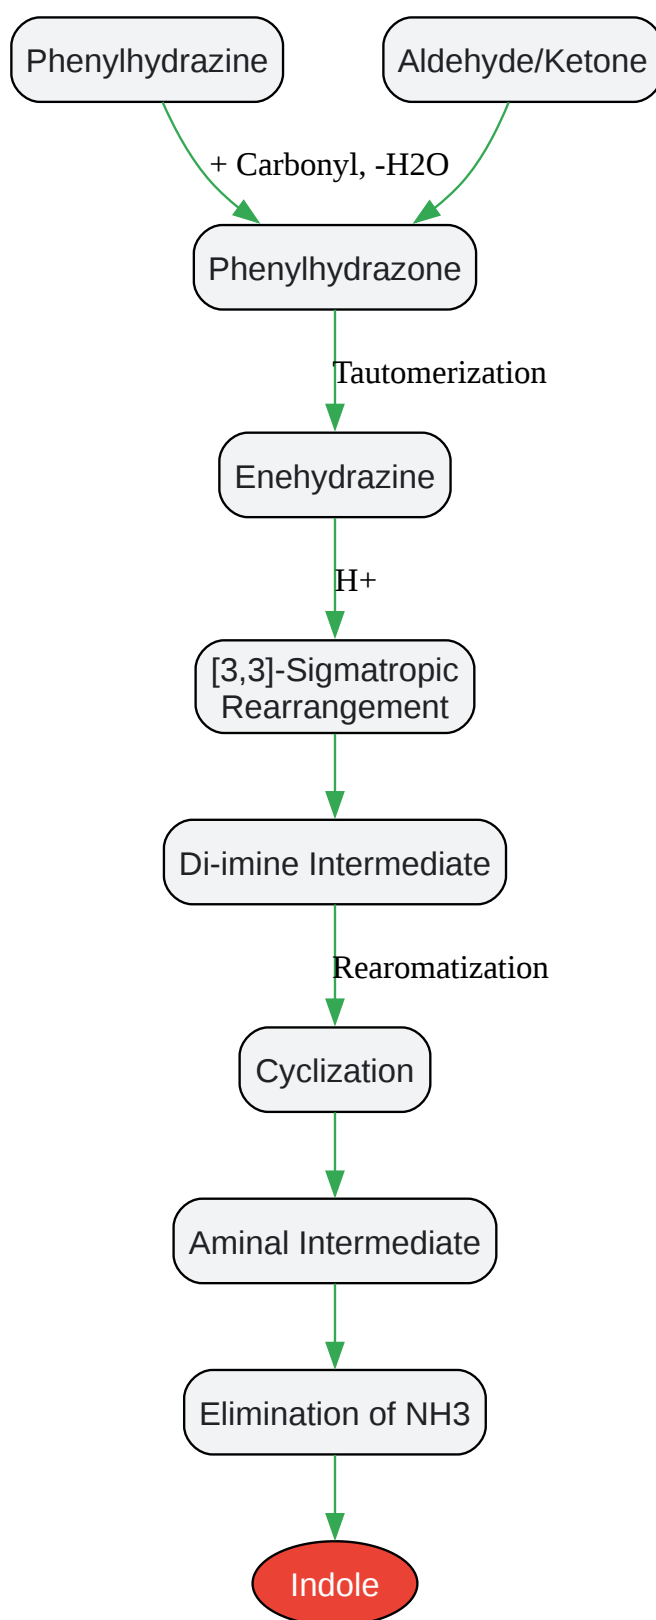 Phenylhydrazine
Aldehyde/Ketone
+ Carbonyl, -H2O
Phenylhydrazone
Tautomerization
Enehydrazine
H+
[3,3]-Sigmatropic
Rearrangement
Di-imine Intermediate
Rearomatization
Cyclization
Aminal Intermediate
Elimination of NH3
Indole